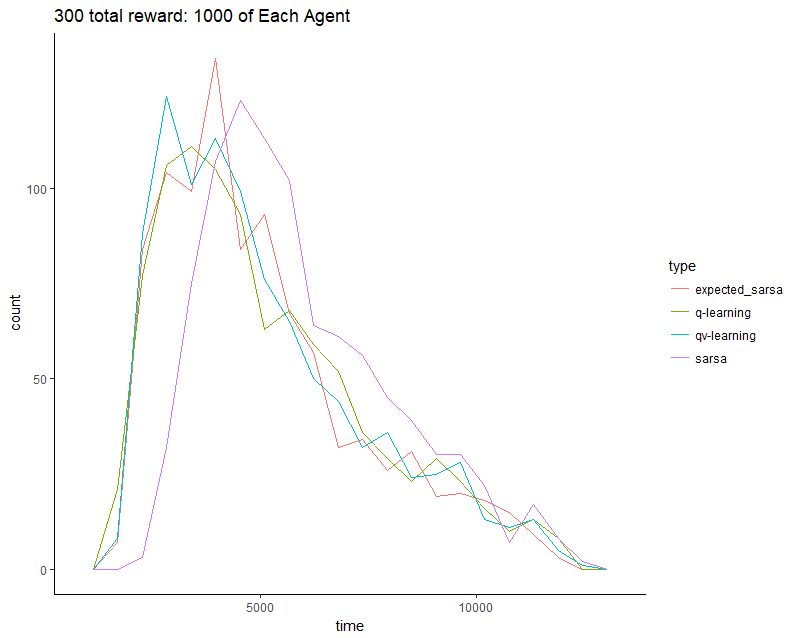 300 total reward: 1000 of Each Agent
count
100
50
0
5000
10000
time
type
expected_sarsa
q-learning
qv-learning
sarsa